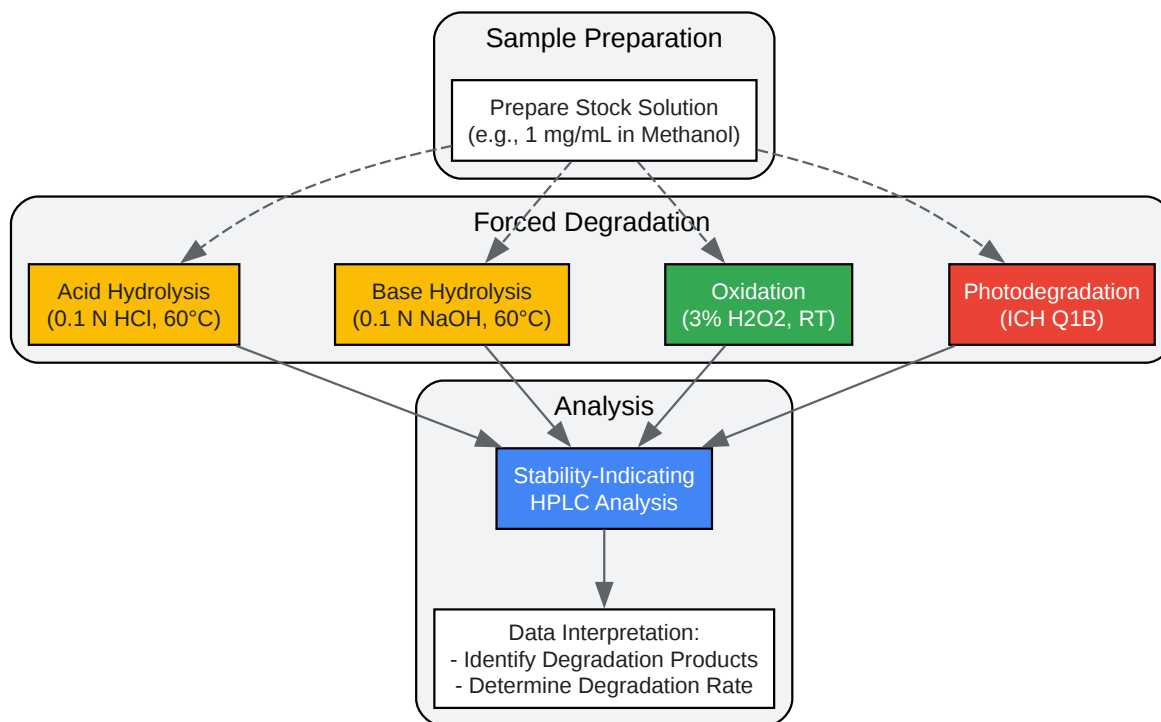 Sample Preparation
Prepare Stock Solution
(e.g., 1 mg/mL in Methanol)
Forced Degradation
Acid Hydrolysis
(0.1 N HCl, 60°C)
Base Hydrolysis
(0.1 N NaOH, 60°C)
Oxidation
(3% H2O2, RT)
Photodegradation
(ICH Q1B)
Analysis
Stability-Indicating
HPLC Analysis
Data Interpretation:
- Identify Degradation Products
- Determine Degradation Rate